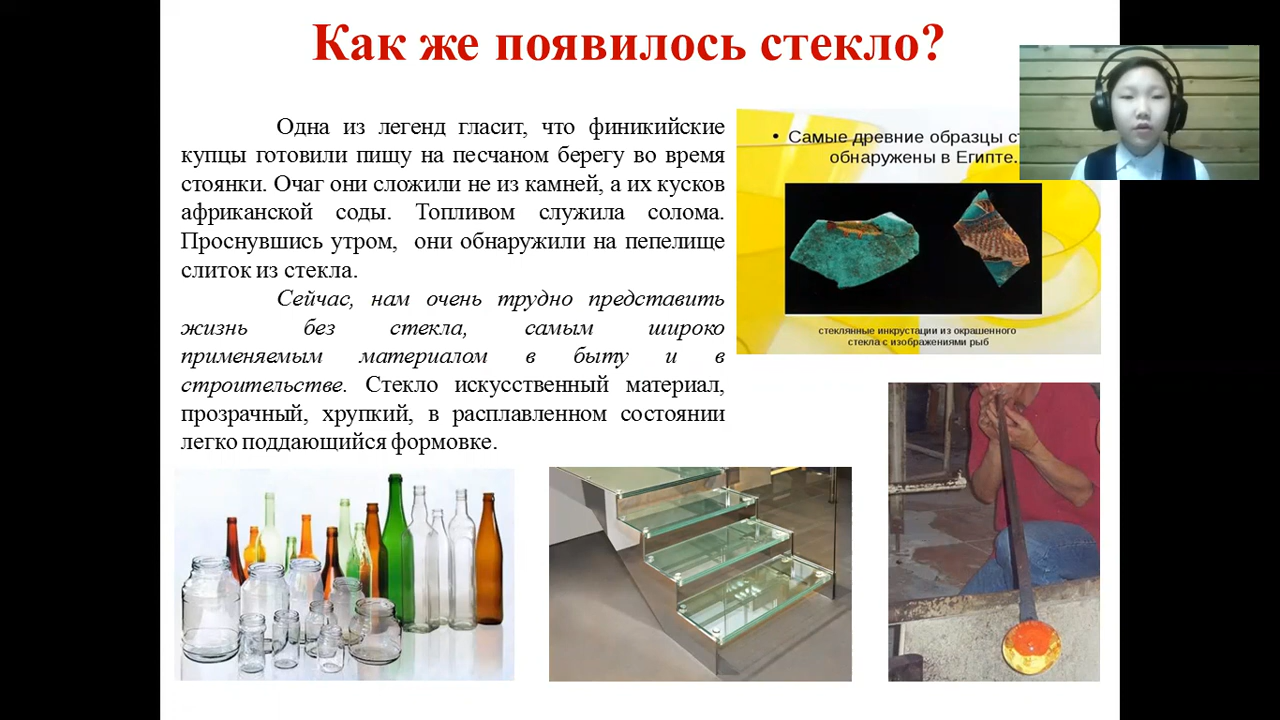 Как же появилось стекло?
Одна из легенд гласит, что финикийские
купцы готовили пищу на песчаном берегу во время
стоянки. Очаг они сложили не из камней, а их кусков
африканской соды. Топливом служила солома.
Проснувшись утром, они обнаружили на пепелище
слиток из стекла.
Сейчас, нам очень трудно представить
жизнь без стекла, самым широко
применяемым материалом в быту и в
строительстве. Стекло искусственный материал,
прозрачный, хрупкий, в расплавленном состоянии
легко поддающийся формовке.
• Самые древние образцы
обнаружены в Египте.
стеклянные инкрустации из окрашенного
стекла с изображениями рыб